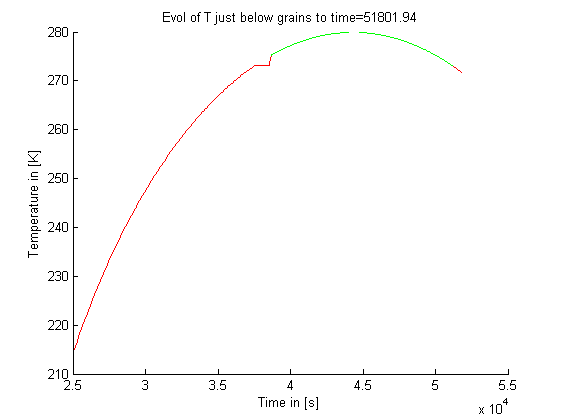 Evol of T just below grains to time=51801.94
280
270
260
250
240
230
220
210
Temperature in [K]
2.5 3 3.5 4 4.5 5 5.5
Time in [s]
x 10^4